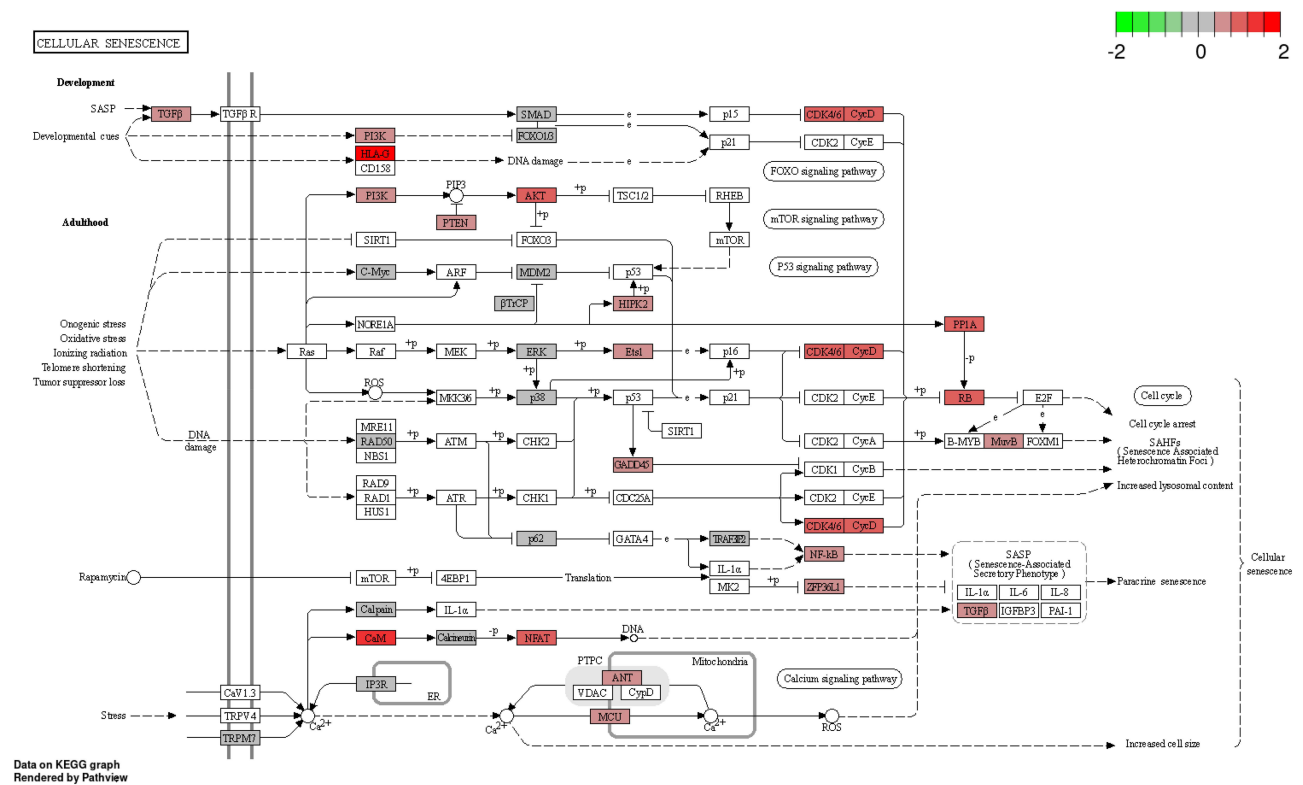 -2 0 2
CELLULAR SENESCENCE
Development
SASP TGFβ TGFβ R SMAD e p15 CDK4/6 CycD
e
Developmental cues PI3K FOXO1/3 p21 CDK2 CycE
HLA-G DNA damage e
CD158 FOXO signaling pathway
PIP3
PI3K AKT +p TSC1/2 RHEB
PTEN +p mTOR signaling pathway
Adulthood
SIRT1 FOXO3 mTOR
C-Myc ARF MDM2 p53 P53 signaling pathway
+p
βTrCP HIPK2
Onogenic stress NORE1A PP1A
Oxidative stress
Ionizing radiation Ras Raf +p MEK +p ERK +p Ets1 e p16 CDK4/6 CycD -p
Telomere shortening +p +p
Tumor suppressor loss
ROS MKK3/6 +p p38 +p p53 e p21 CDK2 CycE +p RB E2F Cell cycle
e e
Cell cycle arrest
DNA
damage
MRE11
RAD50 +p ATM +p CHK2 SIRT1 CDK2 CycA +p B-MYB MuvB FOXM1 SAHFs
NBS1 ( Senescence Associated
Heterochromatin Foci )
GADD45 CDK1 CycB
RAD9 Increased lysosomal content
RAD1 +p ATR +p CHK1 +p CDC25A CDK2 CycE
HUS1
CDK4/6 CycD
p62 GATA4 e TRAF3IP2 NF-kB SASP
( Senescence-Associated
Secretory Phenotype )
IL-1α
Cellular
senescence
Rapamycin mTOR +p 4EBP1 Translation MK2 +p ZFP36L1 Paracrine senescence
IL-1α IL-6 IL-8
Calpain IL-1α TGFβ IGFBP3 PAI-1
CaM Calcineurin -p NFAT DNA
PTPC Mitochondria
IP3R ER ANT Calcium signaling pathway
CaV1.3 VDAC CypD
Stress TRPV4 Ca2+ Ca2+ MCU Ca2+ ROS
TRPM7 Increased cell size
Data on KEGG graph
Rendered by Pathview